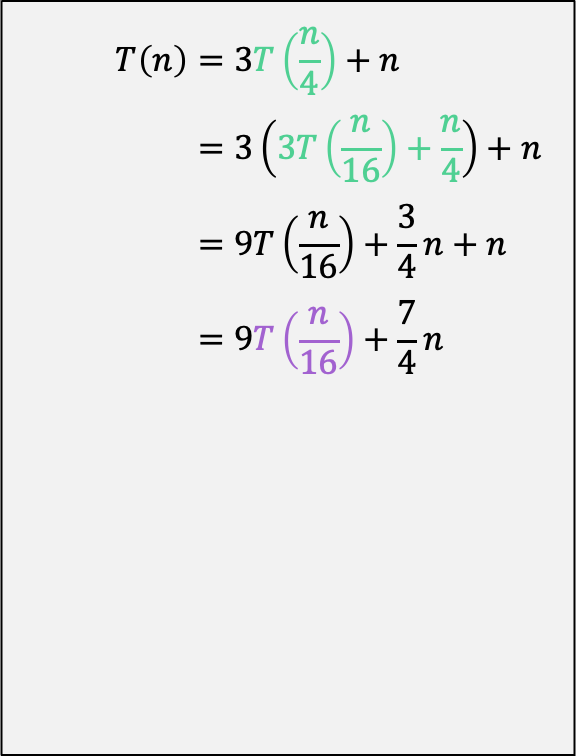 T(n) = 3T(n/4) + n
= 3(3T(n/16) + n/4) + n
= 9T(n/16) + 3/4 n + n
= 9T(n/16) + 7/4 n